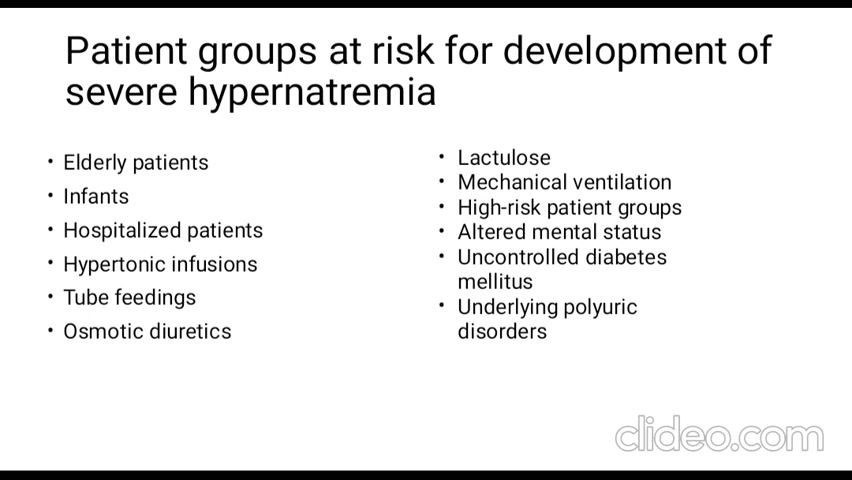 Patient groups at risk for development of
severe hypernatremia
• Elderly patients
• Infants
• Hospitalized patients
• Hypertonic infusions
• Tube feedings
• Osmotic diuretics
• Lactulose
• Mechanical ventilation
• High-risk patient groups
• Altered mental status
• Uncontrolled diabetes
mellitus
• Underlying polyuric
disorders
clideo.com